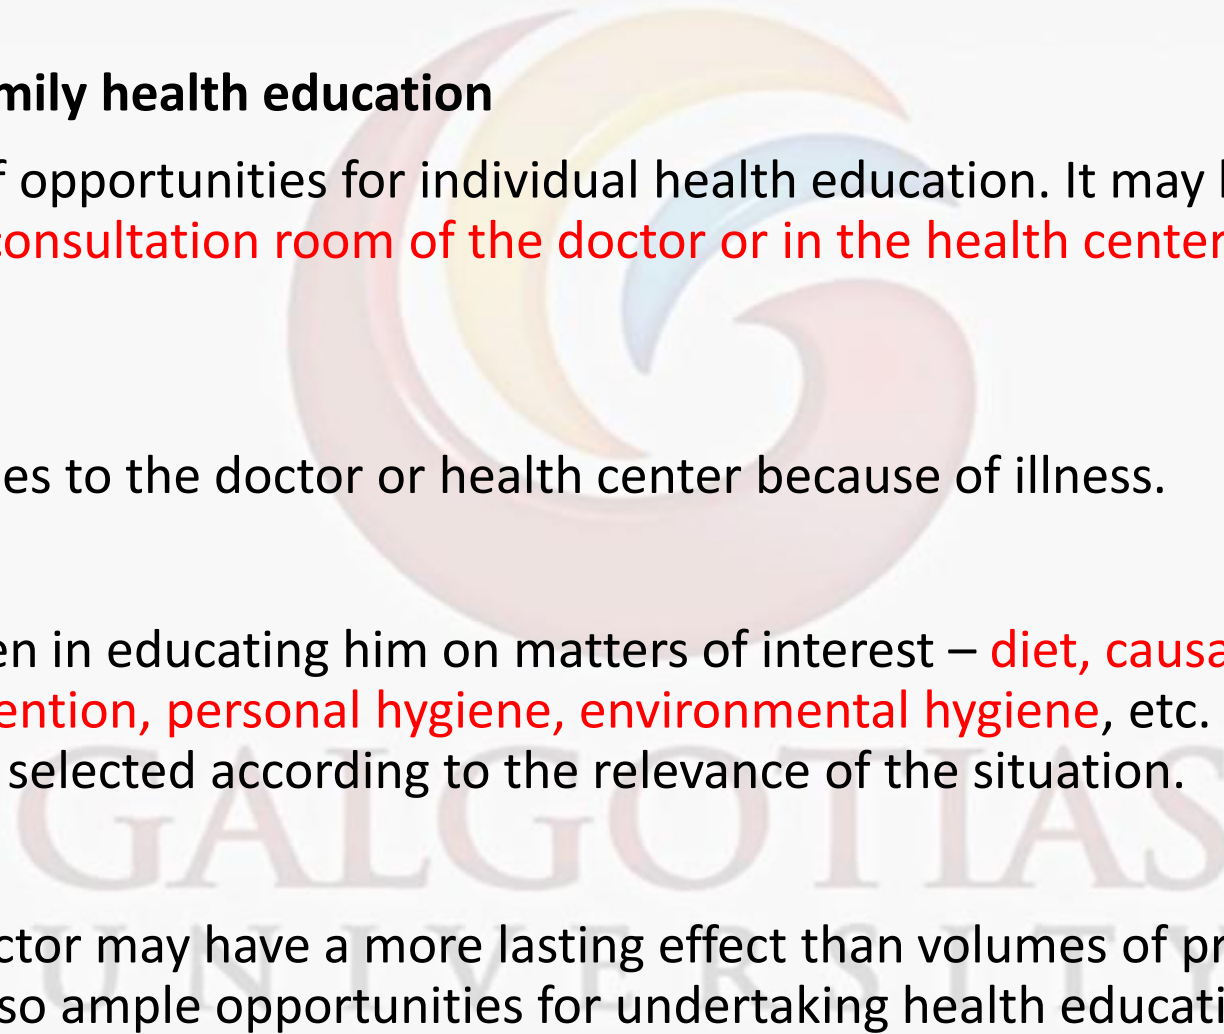 mily health education
f opportunities for individual health education. It may
consultation room of the doctor or in the health center
es to the doctor or health center because of illness.
en in educating him on matters of interest – diet, causa
ention, personal hygiene, environmental hygiene, etc.
selected according to the relevance of the situation.
GALGOTIAS
ctor may have a more lasting effect than volumes of pr
UNIVERSITY
so ample opportunities for undertaking health educati